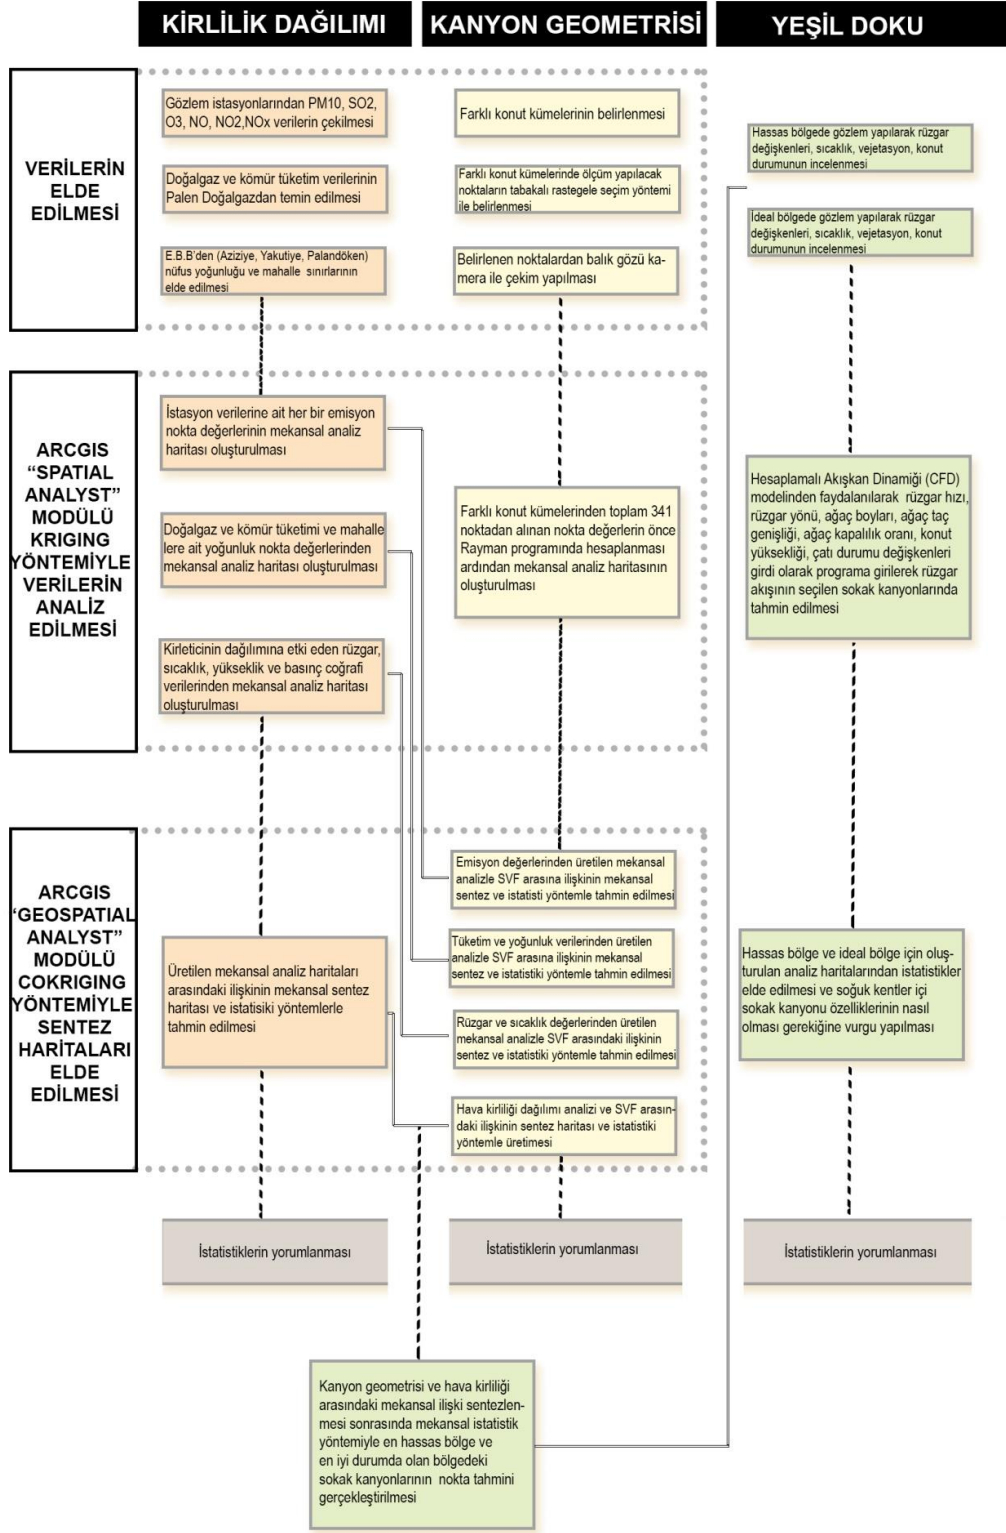 KİRLİLİK DAĞILIMI
KANYON GEOMETRİSİ
YEŞİL DOKU
VERİLERİN
ELDE
EDİLMESİ
Gözlem istasyonlarından PM10, SO2,
O3, NO, NO2,NOx verilerin çekilmesi
Doğalgaz ve kömür tüketim verilerinin
Palen Doğalgazdan temin edilmesi
E.B.B'den (Aziziye, Yakutiye, Palandöken)
nüfus yoğunluğu ve mahalle sınırlarının
elde edilmesi
Farklı konut kümelerinin belirlenmesi
Farklı konut kümelerinde ölçüm yapılacak
noktaların tabakalı rastegele seçim yöntemi
ile belirlenmesi
Belirlenen noktalardan balık gözü ka-
mera ile çekim yapılması
Hassas bölgede gözlem yapılarak rüzgar
değişkenleri, sıcaklık, vejetasyon, konut
durumunun incelenmesi
İdeal bölgede gözlem yapılarak rüzgar
değişkenleri, sıcaklık, vejetasyon, konut
durumunun incelenmesi
ARCGIS
“SPATIAL
ANALYST”
MODÜLÜ
KRIGING
YÖNTEMİYLE
VERİLERİN
ANALİZ
EDİLMESİ
İstasyon verilerine ait her bir emisyon
nokta değerlerinin mekansal analiz
haritası oluşturulması
Doğalgaz ve kömür tüketimi ve mahalle
lere ait yoğunluk nokta değerlerinden
mekansal analiz haritası oluşturulması
Kirleticinin dağılımına etki eden rüzgar,
sıcaklık, yükseklik ve basınç coğrafi
verilerinden mekansal analiz haritası
oluşturulması
Farklı konut kümelerinden toplam 341
noktadan alınan nokta değerlerin önce
Rayman programında hesaplanması
ardından mekansal analiz haritasının
oluşturulması
Hesaplamalı Akışkan Dinamiği (CFD)
modelinden faydalanılarak rüzgar hızı,
rüzgar yönü, ağaç boyları, ağaç taç
genişliği, ağaç kapalılık oranı, konut
yüksekliği, çatı durumu değişkenleri
girdi olarak programa girilerek rüzgar
akışının seçilen sokak kanyonlarında
tahmin edilmesi
ARCGIS
‘GEOSPATIAL
ANALYST”
MODÜLÜ
COKRIGING
YÖNTEMİYLE
SENTEZ
HARİTALARI
ELDE
EDİLMESİ
Üretilen mekansal analiz haritaları
arasındaki ilişkinin mekansal sentez
haritası ve istatisiki yöntemlerle
tahmin edilmesi
Emisyon değerlerinden üretilen mekansal
analizle SVF arasına ilişkinin mekansal
sentez ve istatisti yöntemle tahmin edilmesi
Tüketim ve yoğunluk verilerinden üretilen
analizle SVF arasına ilişkinin mekansal
sentez ve istatistiki yöntemle tahmin edilmesi
Rüzgar ve sıcaklık değerlerinden üretilen
mekansal analizle SVF arasındaki ilişkinin
sentez ve istatistiki yöntemle tahmin edilmesi
Hava kirliliği dağılımı analizi ve SVF arasın-
daki ilişkinin sentez haritası ve istatistiki
yöntemle üretimesi
Hassas bölge ve ideal bölge için oluş-
turulan analiz haritalarından istatistikler
elde edilmesi ve soğuk kentler içi
sokak kanyonu özelliklerinin nasıl
olması gerekiğine vurgu yapılması
İstatistiklerin yorumlanması
İstatistiklerin yorumlanması
İstatistiklerin yorumlanması
Kanyon geometrisi ve hava kirliliği
arasındaki mekansal ilişki sentezlen-
mesi sonrasında mekansal istatistik
yöntemiyle en hassas bölge ve
en iyi durumda olan bölgedeki
sokak kanyonlarının nokta tahmini
gerçekleştirilmesi